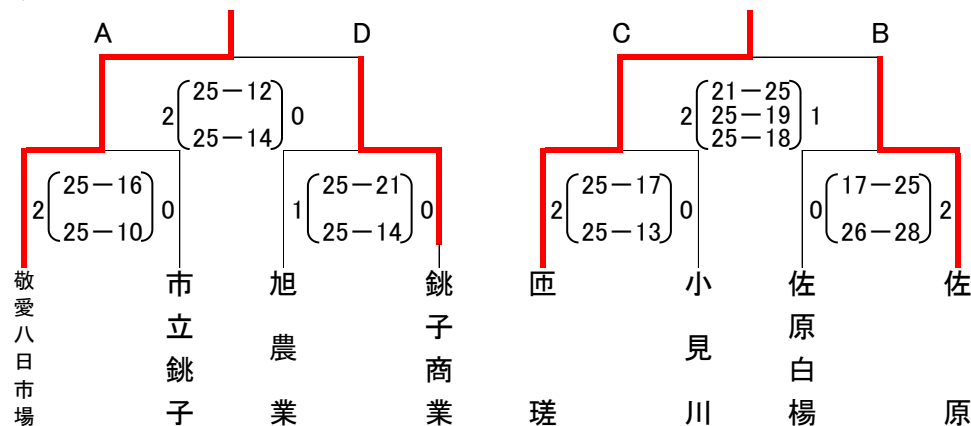 A D C B
2 25－12 0
25－14
2 21－25 1
25－19
25－18
2 25－16 0
25－10
1 25－21 0
25－14
2 25－17 0
25－13
0 17－25 2
26－28
敬愛八日市場
市立銚子
旭農業
銚子商業
匝瑳
小見川
佐原白楊
佐原